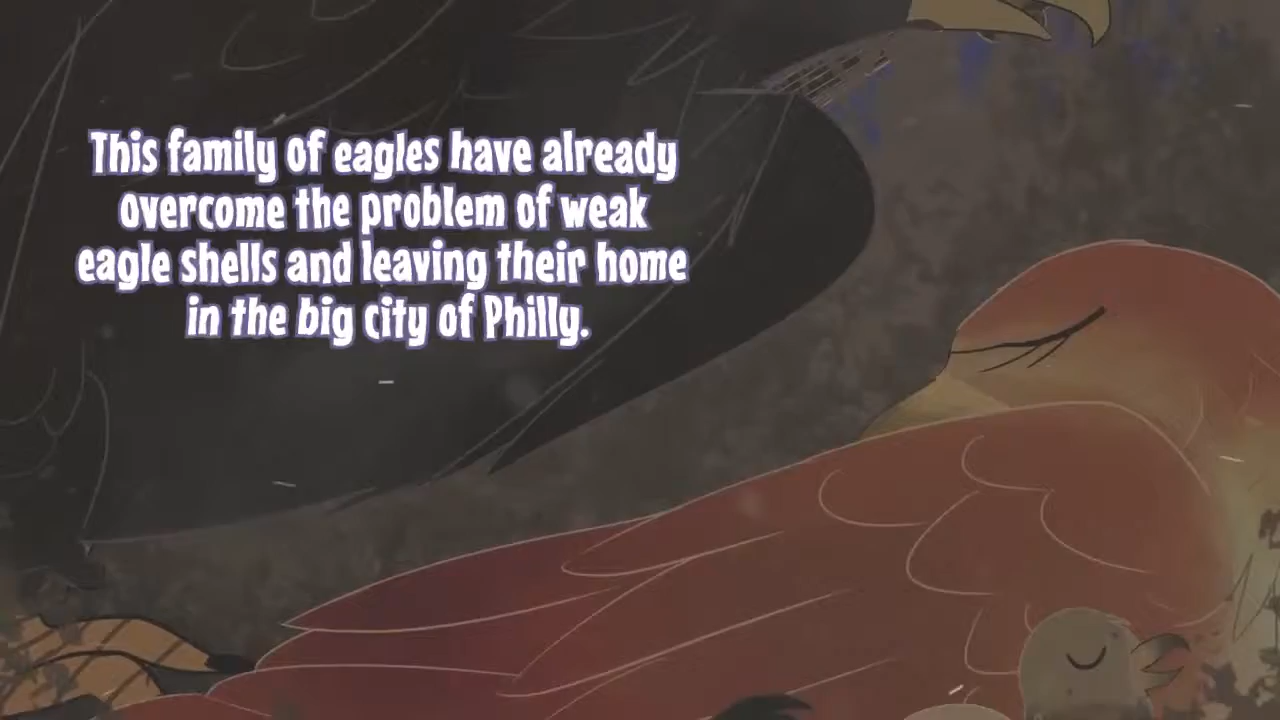 This family of eagles have already
overcome the problem of weak
eagle shells and leaving their home
in the big city of Philly.